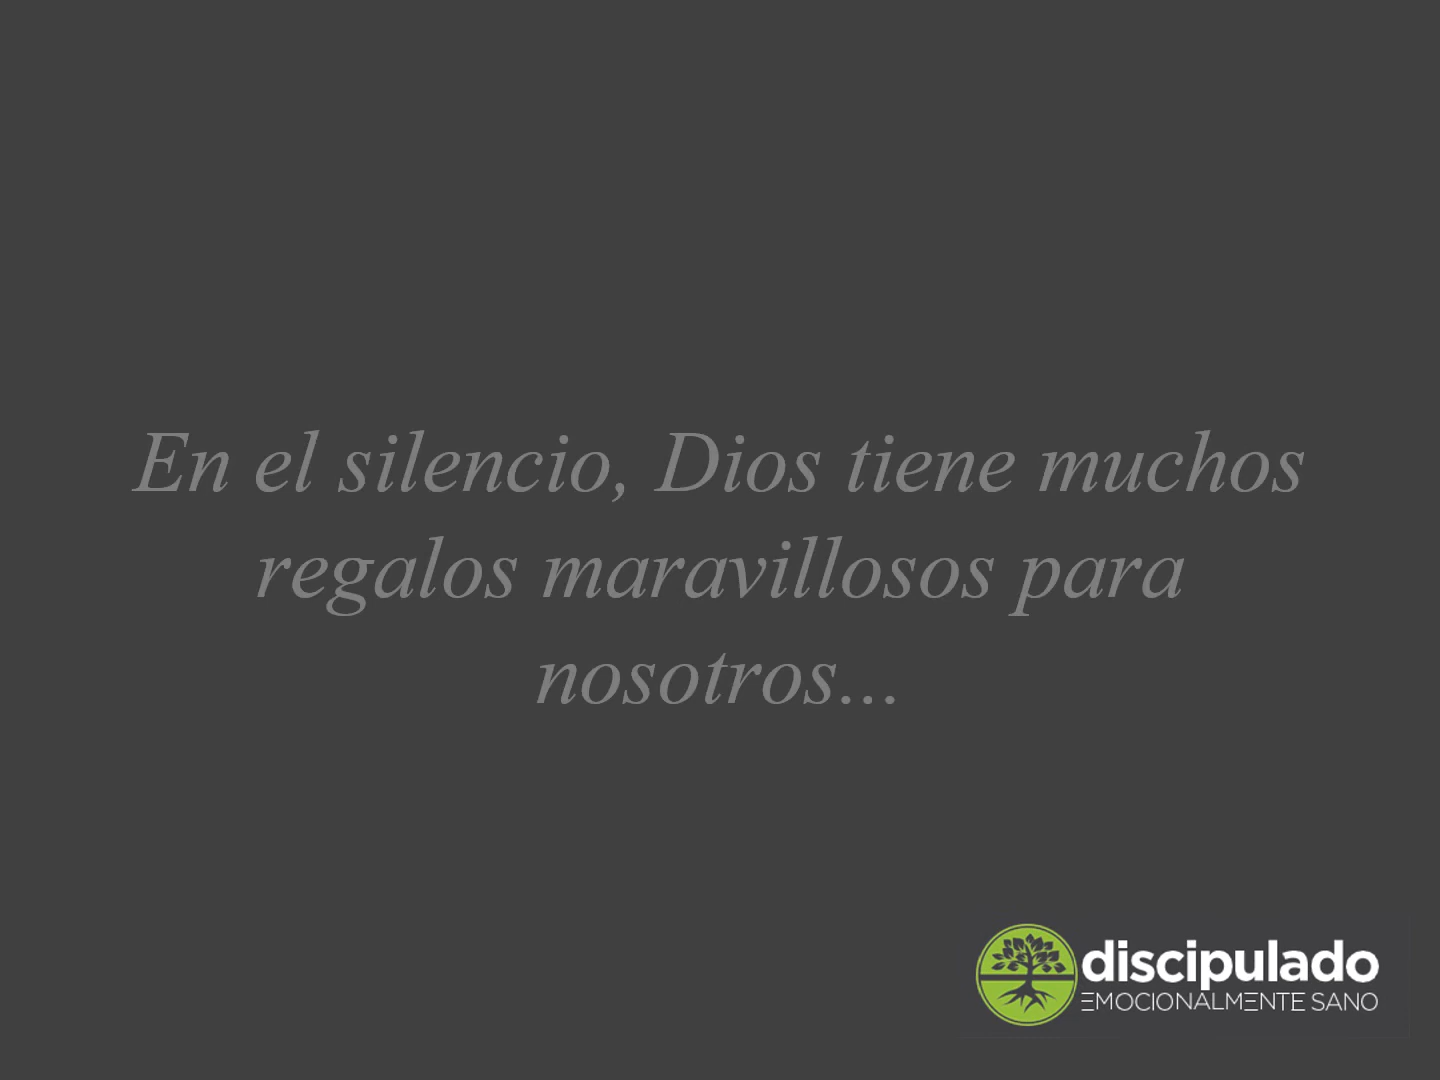 En el silencio, Dios tiene muchos
regalos maravillosos para
nosotros...
discipulado
EMOCIONALMENTE SANO